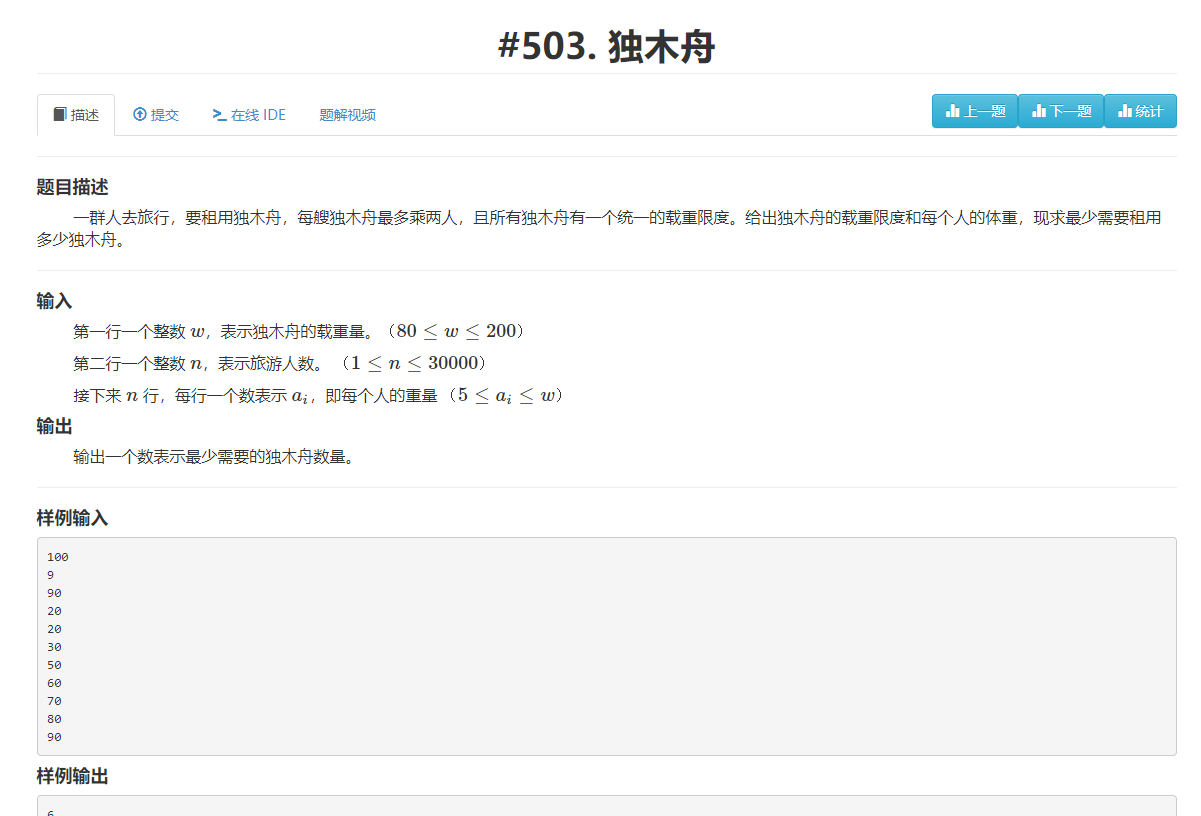 #503. 独木舟
描述 提交 在线 IDE 题解视频 上一题 下一题 统计
题目描述
一群人去旅行，要租用独木舟，每艘独木舟最多乘两人，且所有独木舟有一个统一的载重限度。给出独木舟的载重限度和每个人的体重，现求最少需要租用
多少独木舟。
输入
第一行一个整数 w，表示独木舟的载重量。（80 ≤ w ≤ 200）
第二行一个整数 n，表示旅游人数。 （1 ≤ n ≤ 30000）
接下来 n 行，每行一个数表示 aᵢ，即每个人的重量 （5 ≤ aᵢ ≤ w）
输出
输出一个数表示最少需要的独木舟数量。
样例输入
100
9
90
20
20
30
50
60
70
80
90
样例输出
6